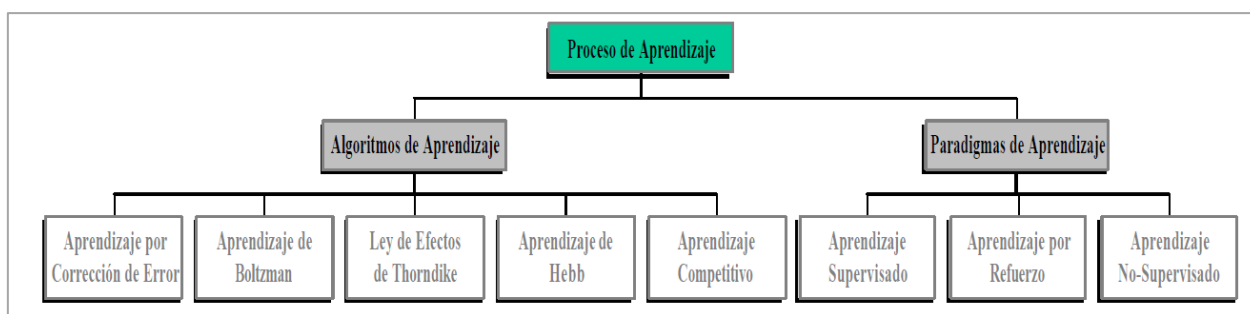 Proceso de Aprendizaje
Algoritmos de Aprendizaje
Paradigmas de Aprendizaje
Aprendizaje por
Corrección de Error
Aprendizaje de
Boltzman
Ley de Efectos
de Thorndike
Aprendizaje de
Hebb
Aprendizaje
Competitivo
Aprendizaje
Supervisado
Aprendizaje por
Refuerzo
Aprendizaje
No-Supervisado